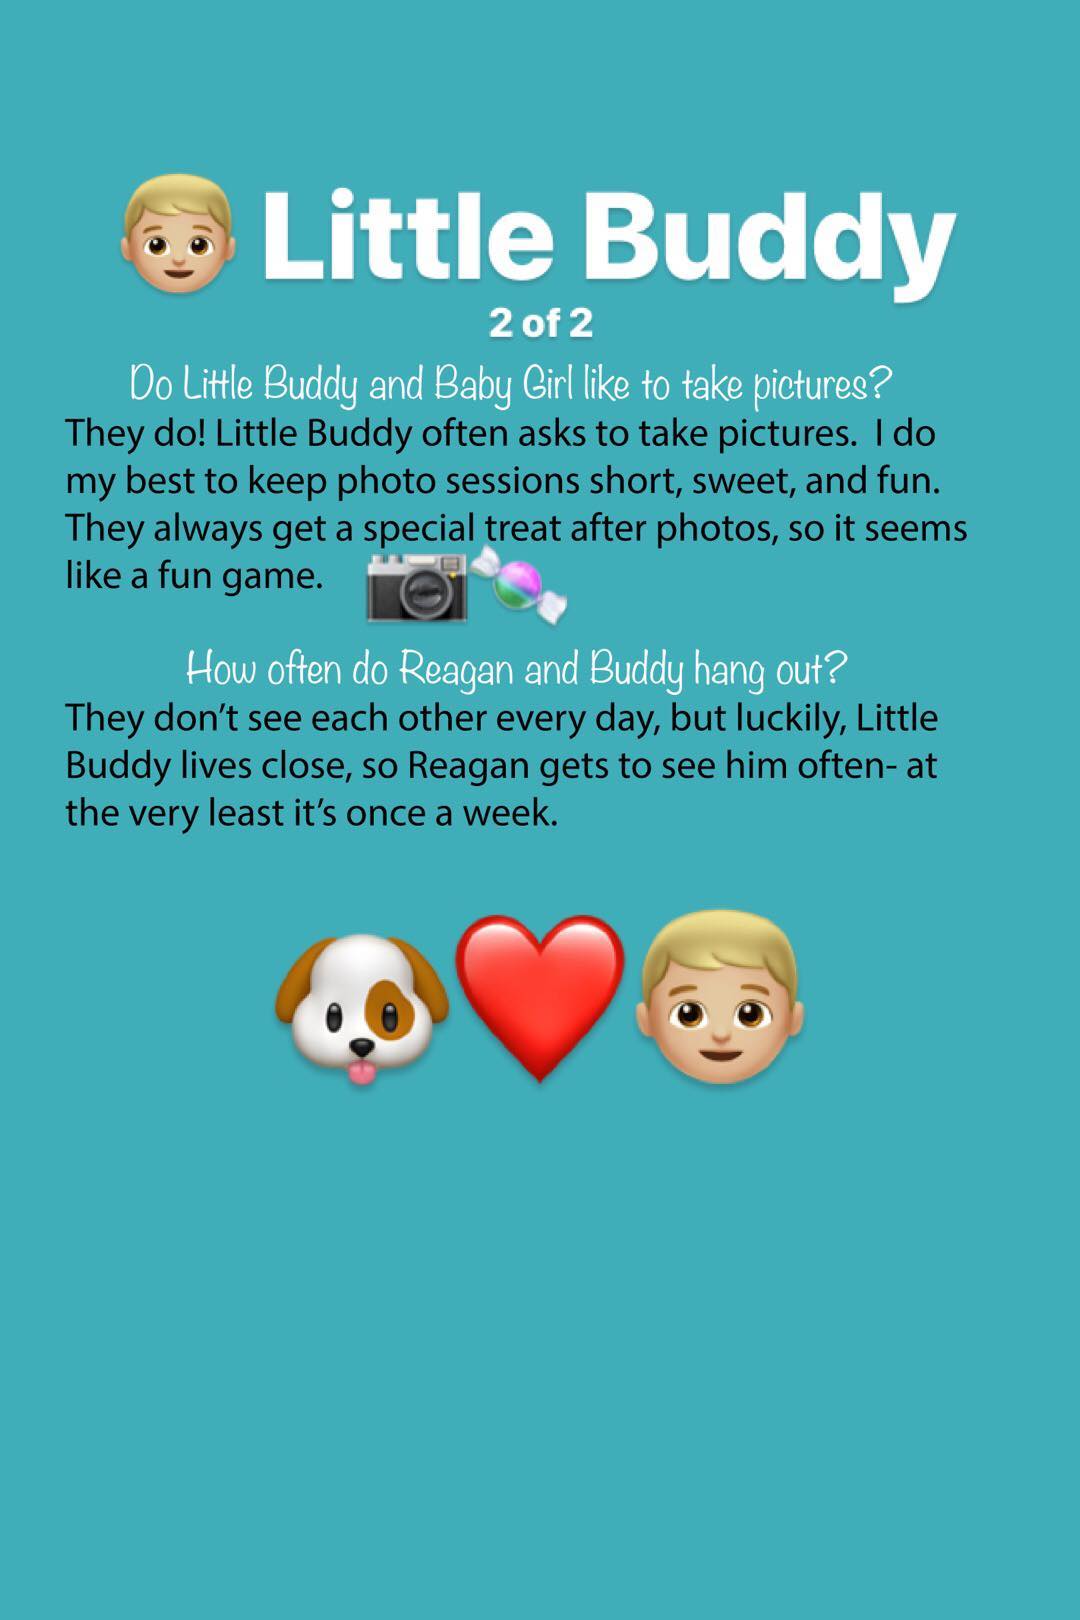 Little Buddy
2 of 2
Do Little Buddy and Baby Girl like to take pictures?
They do! Little Buddy often asks to take pictures.  I do
my best to keep photo sessions short, sweet, and fun.
They always get a special treat after photos, so it seems
like a fun game.
How often do Reagan and Buddy hang out?
They don’t see each other every day, but luckily, Little
Buddy lives close, so Reagan gets to see him often- at
the very least it’s once a week.